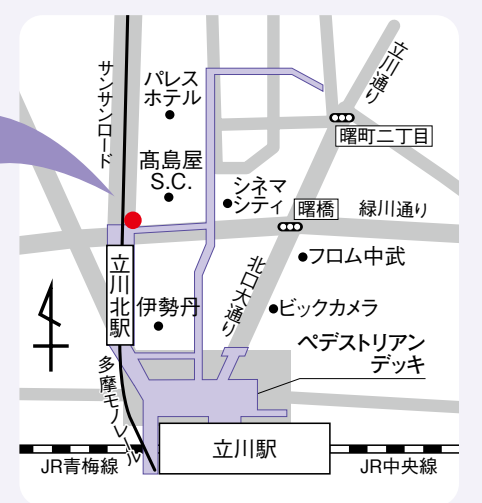 サンサンロード
パレス
ホテル
立川通り
曙町二丁目
髙島屋
S.C.
シネマ
シティ
曙橋
緑川通り
フロム中武
立川北駅
伊勢丹
北口大通り
ビックカメラ
ペデストリアン
デッキ
多摩モノレール
立川駅
JR青梅線
JR中央線